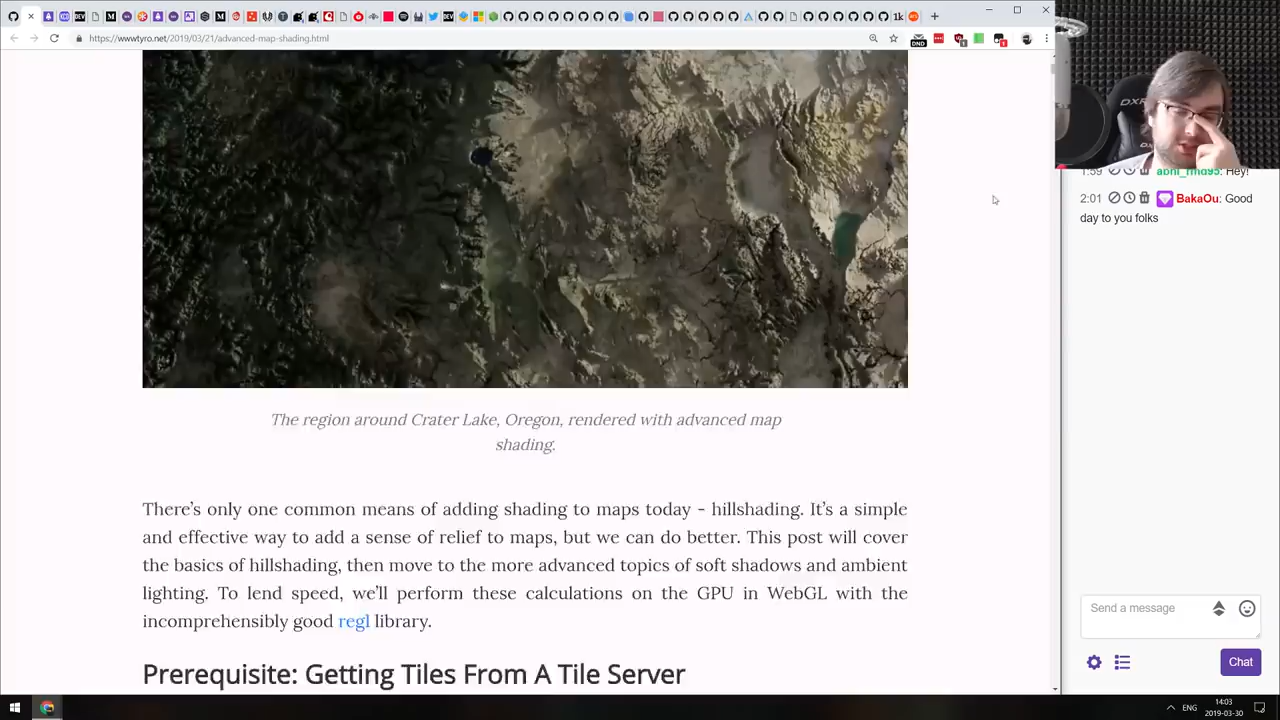 https://wwwtyro.net/2019/03/21/advanced-map-shading.html
The region around Crater Lake, Oregon, rendered with advanced map
shading.
There's only one common means of adding shading to maps today - hillshading. It's a simple
and effective way to add a sense of relief to maps, but we can do better. This post will cover
the basics of hillshading, then move to the more advanced topics of soft shadows and ambient
lighting. To lend speed, we'll perform these calculations on the GPU in WebGL with the
incomprehensibly good regl library.
Prerequisite: Getting Tiles From A Tile Server
1:59 abhi_rmd95: Hey!
2:01 BakaOu: Good
day to you folks
Send a message
Chat
ENG
14:03
2019-03-30
DND
1k
DXR